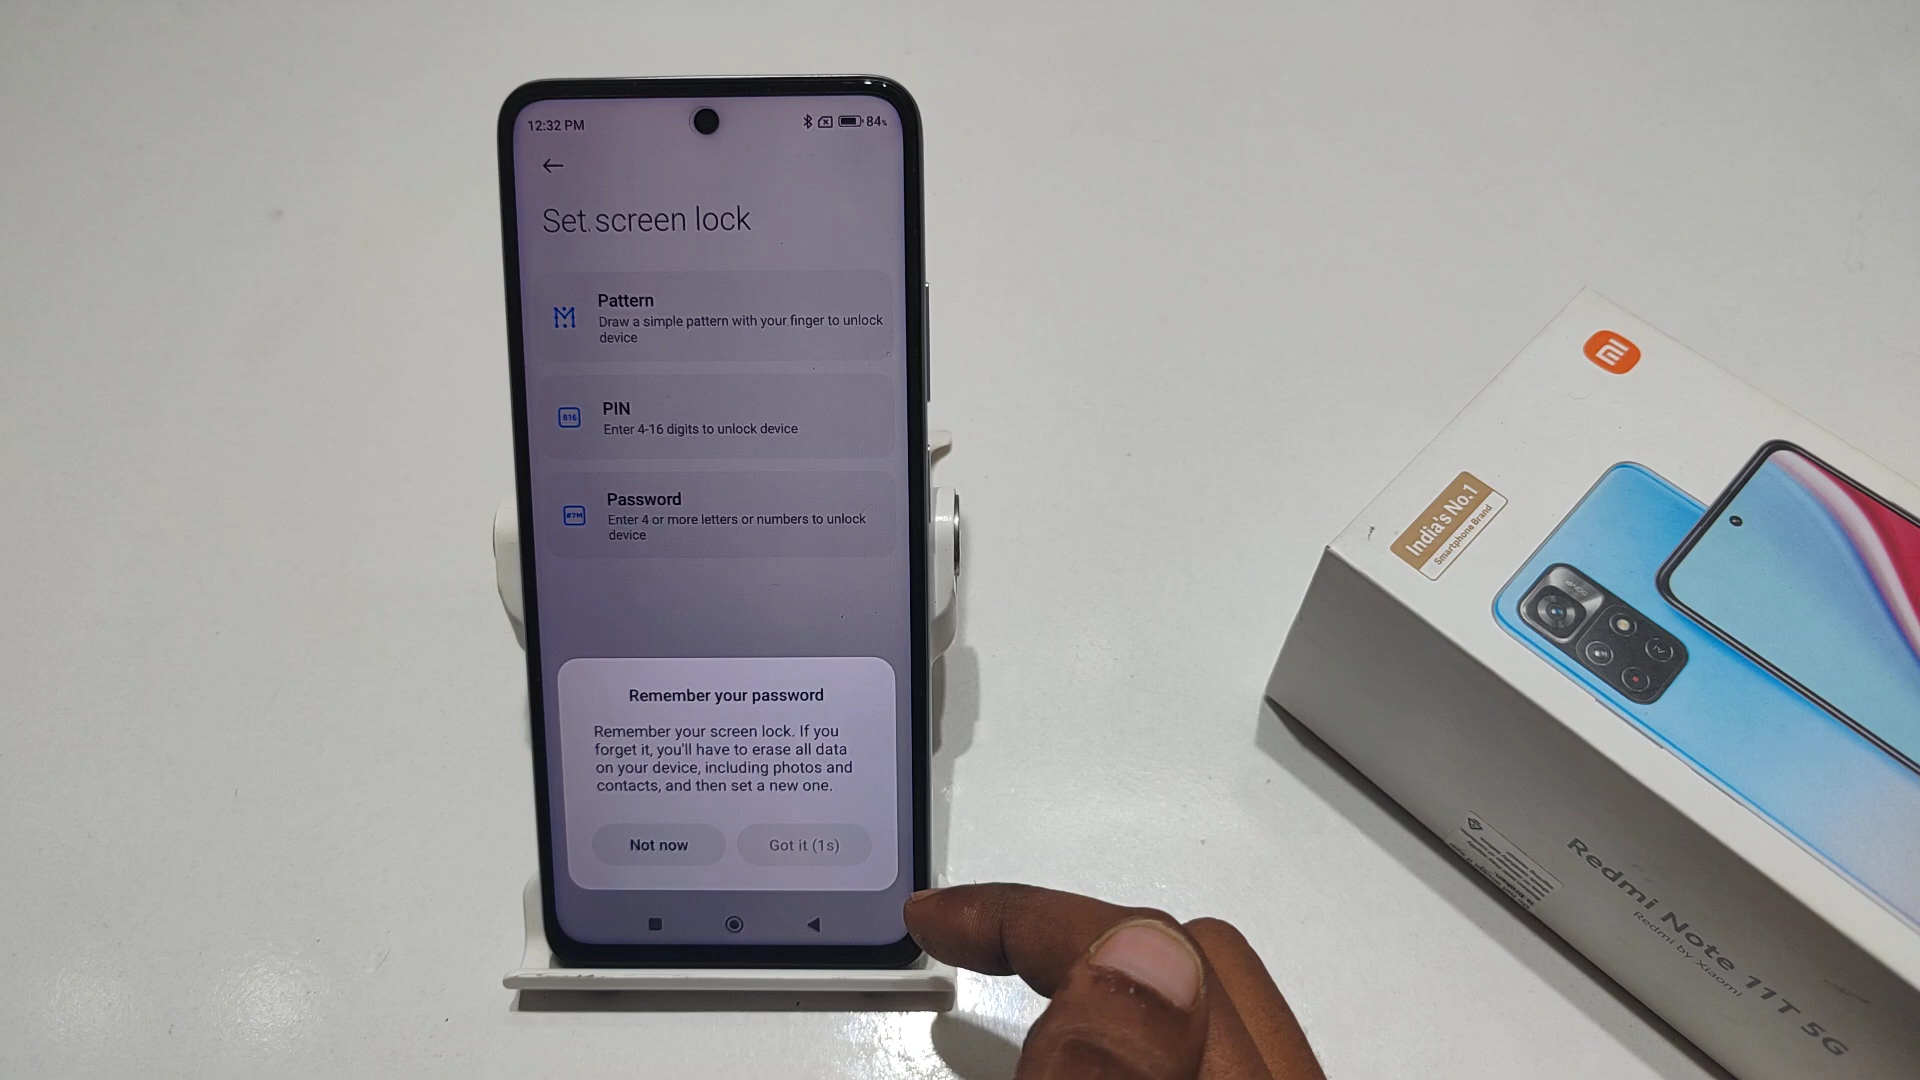 12:32 PM
84%
Set screen lock
Pattern
Draw a simple pattern with your finger to unlock
device
816
PIN
Enter 4-16 digits to unlock device
#7M
Password
Enter 4 or more letters or numbers to unlock
device
Remember your password
Remember your screen lock. If you
forget it, you'll have to erase all data
on your device, including photos and
contacts, and then set a new one.
Not now
Got it (1s)
India's No.1
Smartphone Brand
50MP
Redmi Note 11T 5G
Redmi by Xiaomi